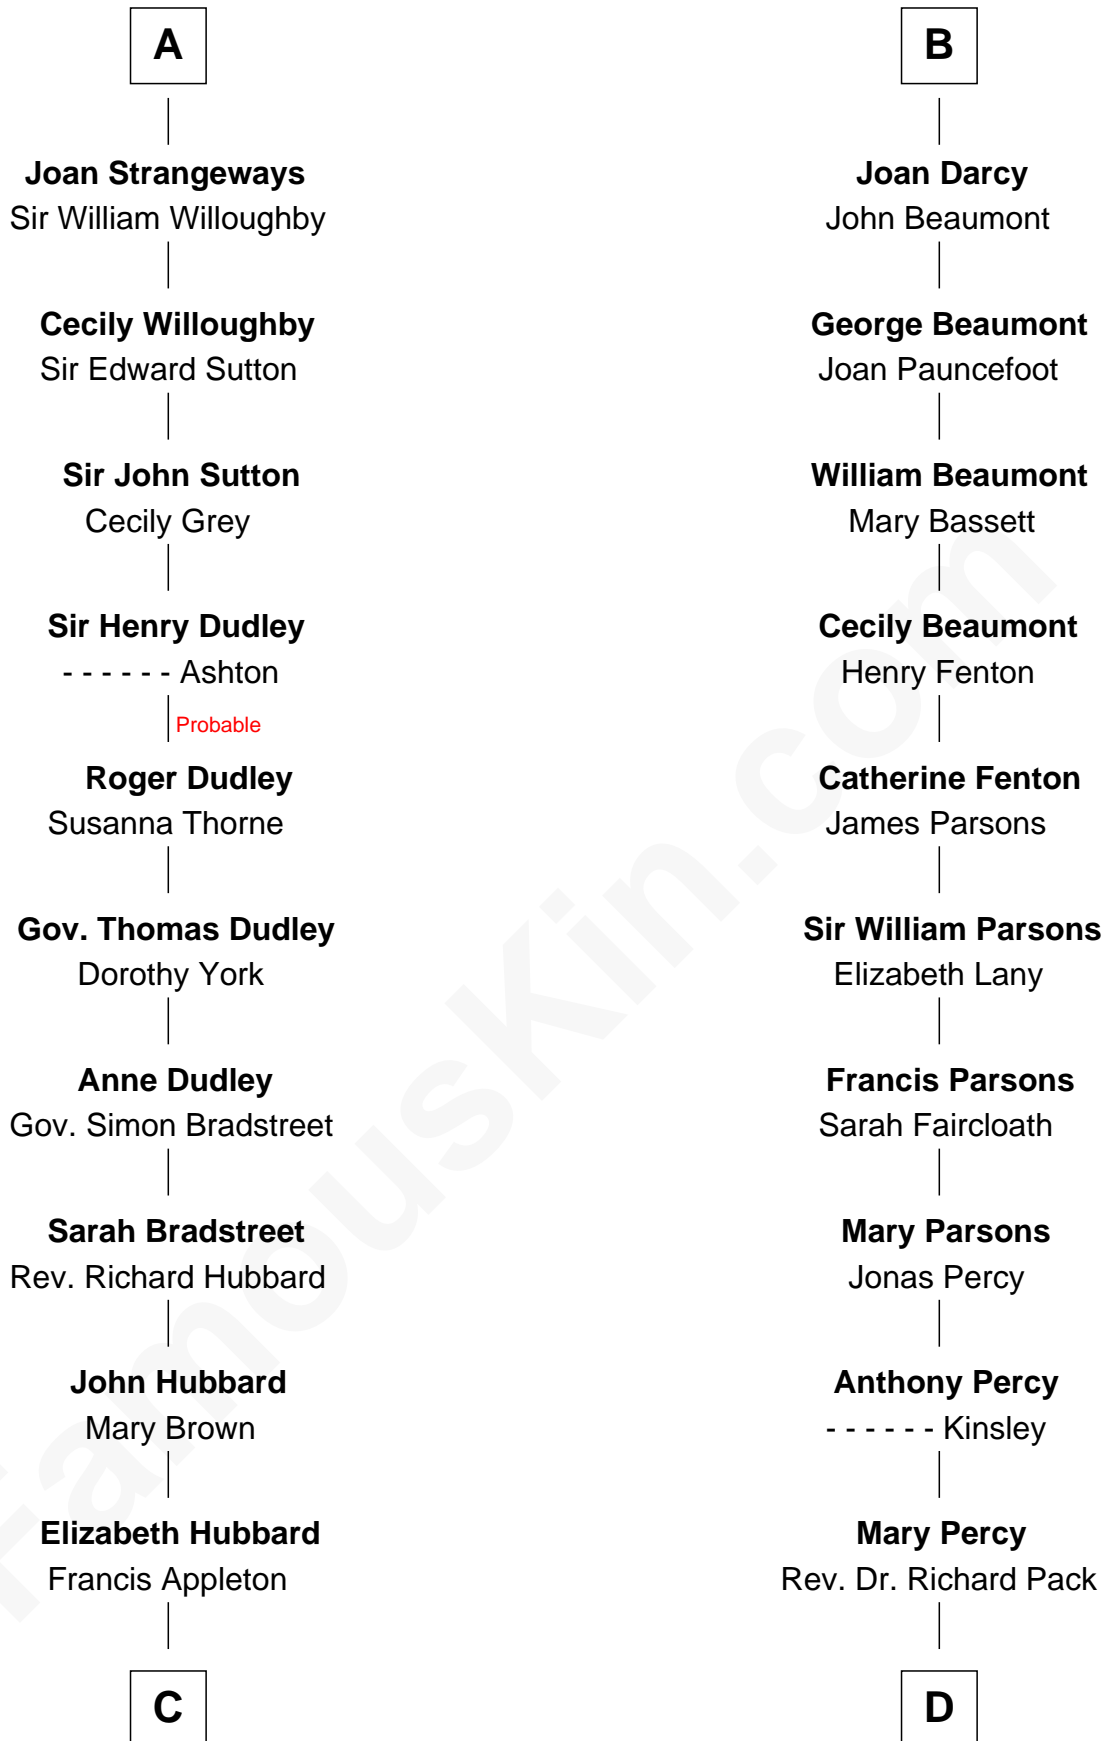 A
Joan Strangeways
Sir William Willoughby
Cecily Willoughby
Sir Edward Sutton
Sir John Sutton
Cecily Grey
Sir Henry Dudley
- - - - - - Ashton
Probable
Roger Dudley
Susanna Thorne
Gov. Thomas Dudley
Dorothy York
Anne Dudley
Gov. Simon Bradstreet
Sarah Bradstreet
Rev. Richard Hubbard
John Hubbard
Mary Brown
Elizabeth Hubbard
Francis Appleton
C
B
Joan Darcy
John Beaumont
George Beaumont
Joan Pauncefoot
William Beaumont
Mary Bassett
Cecily Beaumont
Henry Fenton
Catherine Fenton
James Parsons
Sir William Parsons
Elizabeth Lany
Francis Parsons
Sarah Faircloath
Mary Parsons
Jonas Percy
Anthony Percy
- - - - - - Kinsley
Mary Percy
Rev. Dr. Richard Pack
D
FamousKin.com